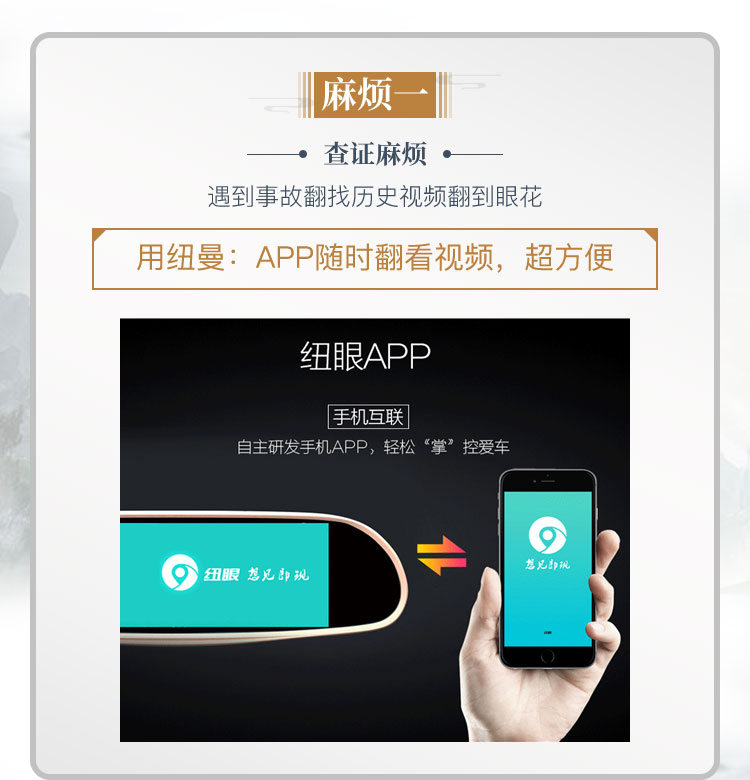 麻烦一
查证麻烦
遇到事故翻找历史视频翻到眼花
用纽曼：APP随时翻看视频，超方便
纽眼APP
手机互联
自主研发手机APP，轻松“掌”控爱车
纽眼 想见即现
想见即现